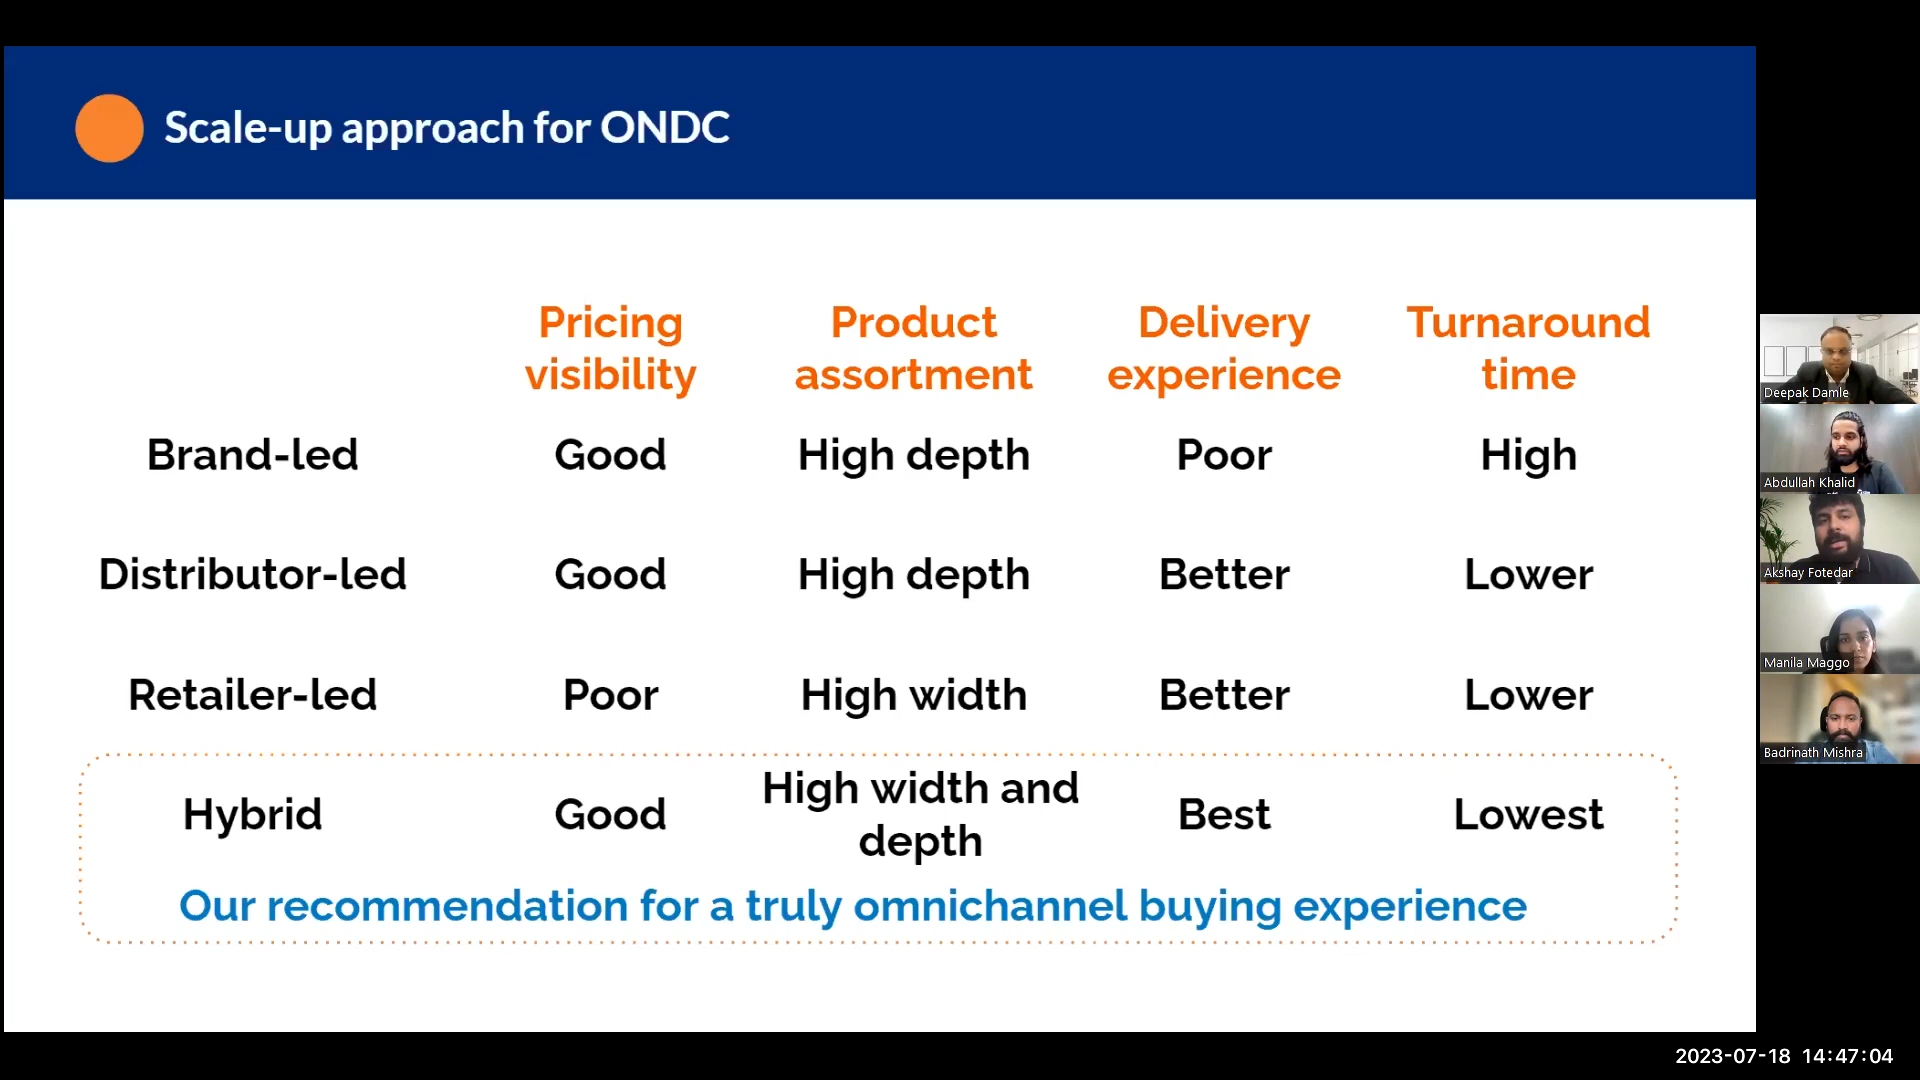 Scale-up approach for ONDC
Pricing visibility
Product assortment
Delivery experience
Turnaround time
Brand-led Good High depth Poor High
Distributor-led Good High depth Better Lower
Retailer-led Poor High width Better Lower
Hybrid Good High width and depth Best Lowest
Our recommendation for a truly omnichannel buying experience
Deepak Damle
Abdullah Khalid
Akshay Fotedar
Manila Maggo
Badrinath Mishra
2023-07-18 14:47:04